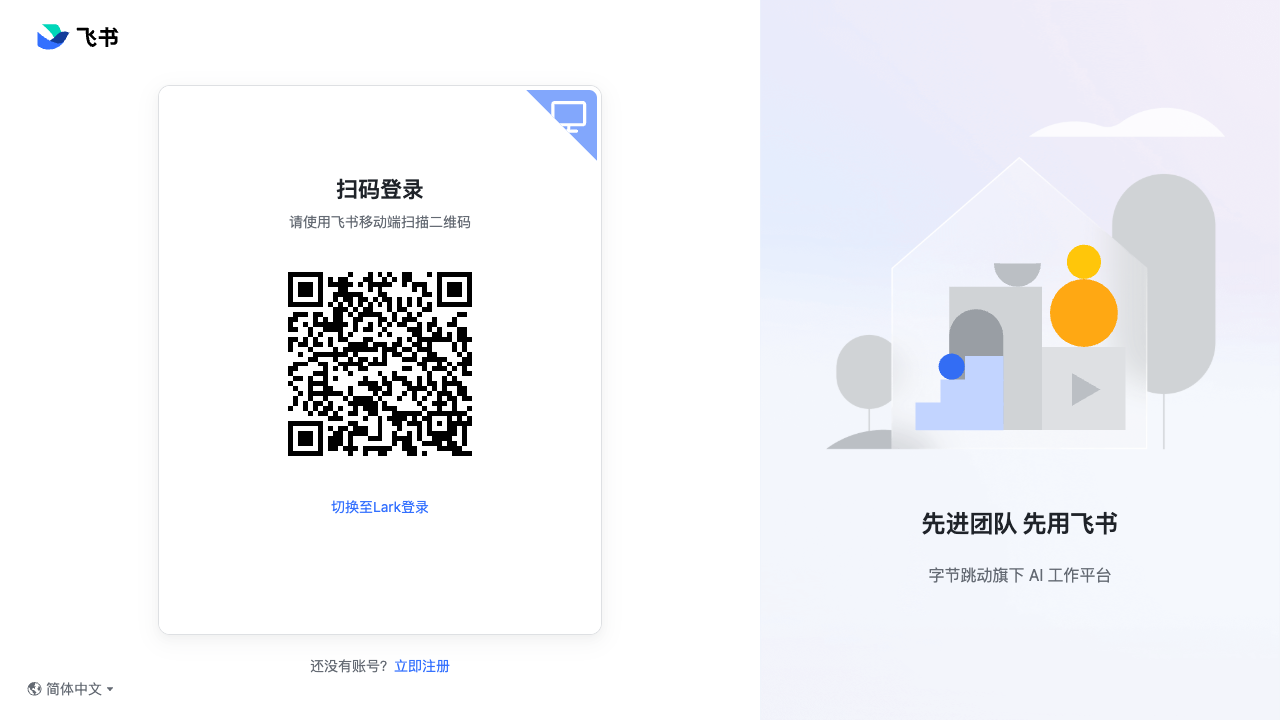 飞书
扫码登录
请使用飞书移动端扫描二维码
切换至Lark登录
还没有账号? 立即注册
简体中文
先进团队 先用飞书
字节跳动旗下 AI 工作平台